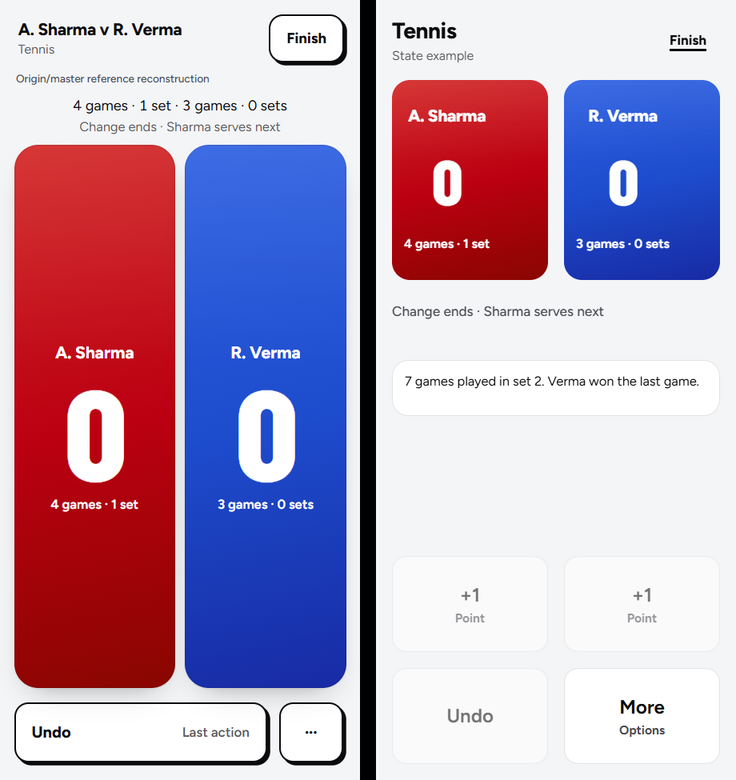 A. Sharma v R. Verma
Tennis
Finish
Origin/master reference reconstruction
4 games · 1 set · 3 games · 0 sets
Change ends · Sharma serves next
A. Sharma
0
4 games · 1 set
R. Verma
0
3 games · 0 sets
Undo
Last action
...
Tennis
State example
Finish
A. Sharma
0
4 games · 1 set
R. Verma
0
3 games · 0 sets
Change ends · Sharma serves next
7 games played in set 2. Verma won the last game.
+1
Point
+1
Point
Undo
More
Options